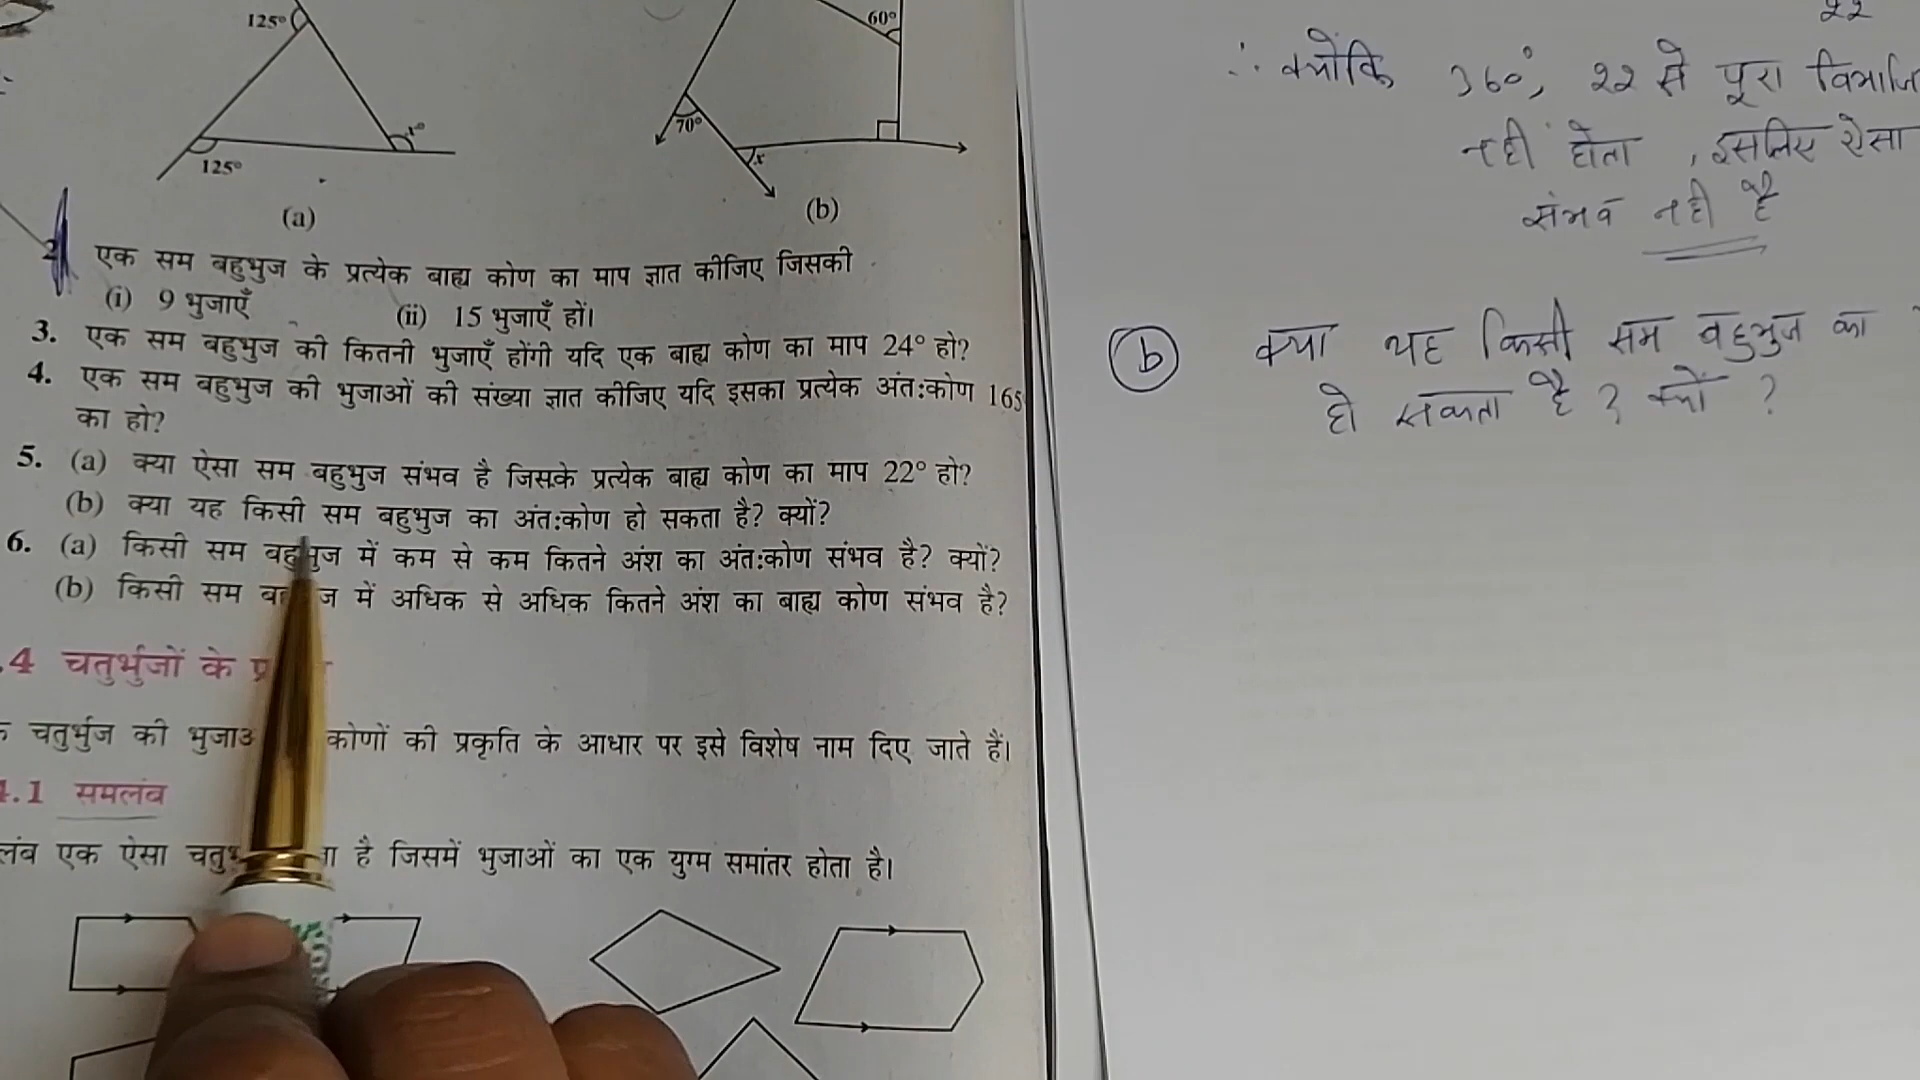 125°
125°
x°
(a)
60°
70°
x
(b)
2. एक सम बहुभुज के प्रत्येक बाह्य कोण का माप ज्ञात कीजिए जिसकी
(i) 9 भुजाएँ (ii) 15 भुजाएँ हों।
3. एक सम बहुभुज की कितनी भुजाएँ होंगी यदि एक बाह्य कोण का माप 24° हो?
4. एक सम बहुभुज की भुजाओं की संख्या ज्ञात कीजिए यदि इसका प्रत्येक अंत:कोण 165
का हो?
5. (a) क्या ऐसा सम बहुभुज संभव है जिसके प्रत्येक बाह्य कोण का माप 22° हो?
(b) क्या यह किसी सम बहुभुज का अंत:कोण हो सकता है? क्यों?
6. (a) किसी सम बहुभुज में कम से कम कितने अंश का अंत:कोण संभव है? क्यों?
(b) किसी सम में अधिक से अधिक कितने अंश का बाह्य कोण संभव है?
.4 चतुर्भुजों के
चतुर्भुज की कोणों की प्रकृति के आधार पर इसे विशेष नाम दिए जाते हैं।
4.1 समलंब
एक ऐसा है जिसमें भुजाओं का एक युग्म समांतर होता है।
22
∴ क्योंकि 360°, 22 से पूरा
नहीं होता , इसलिए ऐसा
संभव नही है
(b) क्या यह किसी सम बहुभुज का
हो सकता है ? क्यों ?